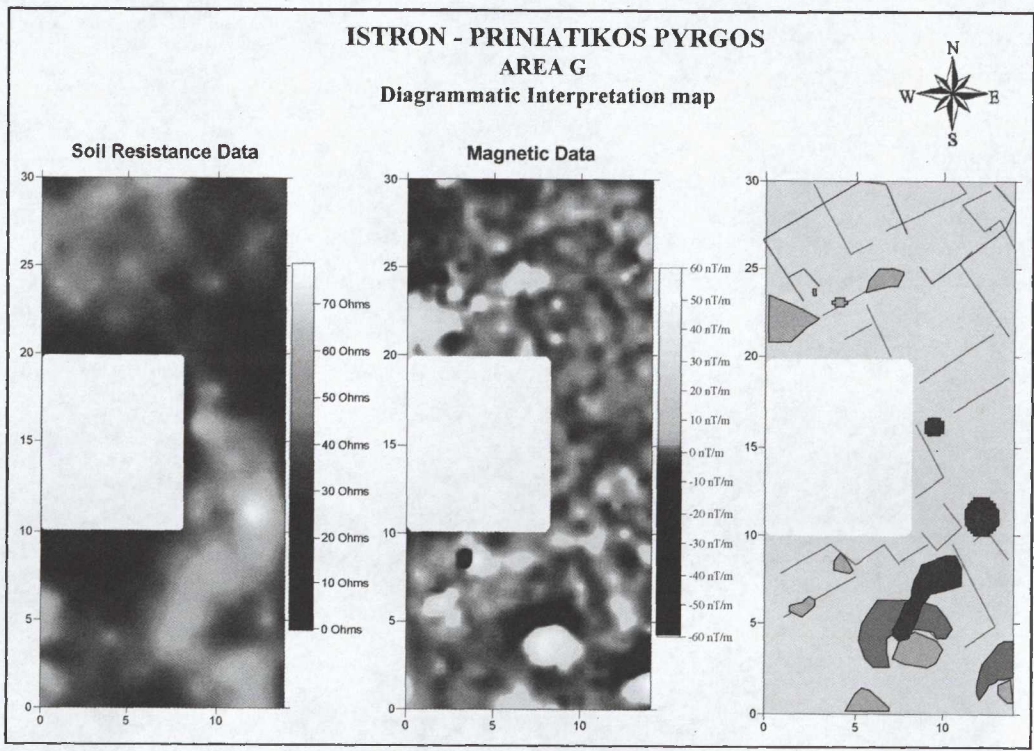 ISTRON - PRINIATIKOS PYRGOS
AREA G
Diagrammatic Interpretation map
N
W E
S
Soil Resistance Data
30
25
20
15
10
5
0
0 5 10
70 Ohms
60 Ohms
50 Ohms
40 Ohms
30 Ohms
20 Ohms
10 Ohms
0 Ohms
Magnetic Data
30
25
20
15
10
5
0
0 5 10
60 nT/m
50 nT/m
40 nT/m
30 nT/m
20 nT/m
10 nT/m
0 nT/m
-10 nT/m
-20 nT/m
-30 nT/m
-40 nT/m
-50 nT/m
-60 nT/m
30
25
20
15
10
5
0
0 5 10